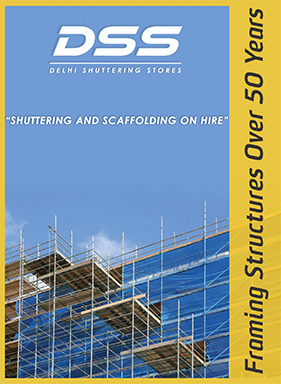 DSS
DELHI SHUTTERING STORES
"SHUTTERING AND SCAFFOLDING ON HIRE"
Framing Structures Over 50 Years